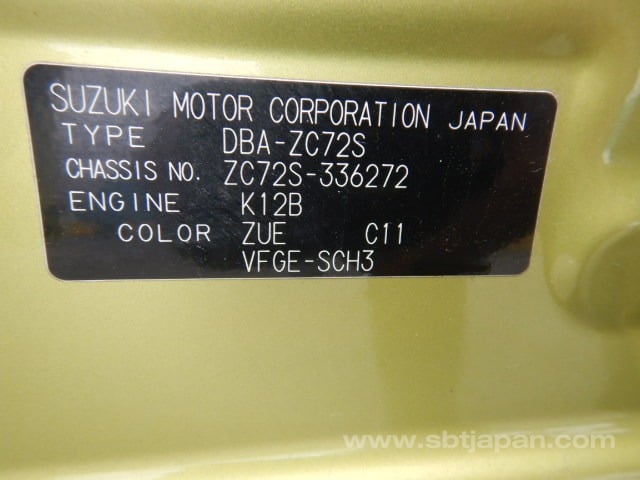 SUZUKI MOTOR CORPORATION JAPAN
TYPE DBA-ZC72S
CHASSIS NO. ZC72S-336272
ENGINE K12B
COLOR ZUE C11
VFGE-SCH3
www.sbtjapan.com